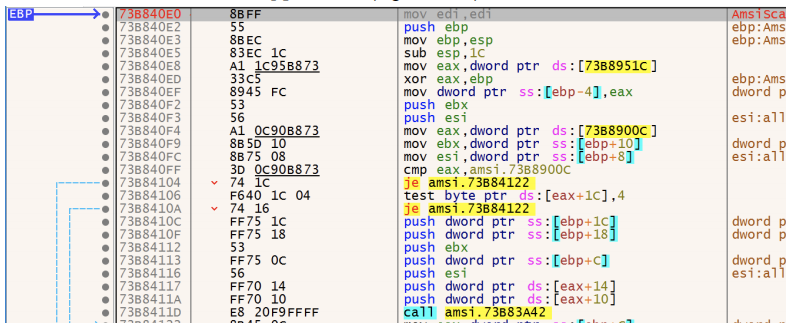 EBP 73B840E0 8BFF mov edi,edi AmsiSca
73B840E2 55 push ebp ebp:Ams
73B840E3 8BEC mov ebp,esp ebp:Ams
73B840E5 83EC 1C sub esp,1C
73B840E8 A1 1C95B873 mov eax,dword ptr ds:[73B8951C]
73B840ED 33C5 xor eax,ebp ebp:Ams
73B840EF 8945 FC mov dword ptr ss:[ebp-4],eax dword p
73B840F2 53 push ebx
73B840F3 56 push esi esi:all
73B840F4 A1 0C90B873 mov eax,dword ptr ds:[73B8900C]
73B840F9 8B5D 10 mov ebx,dword ptr ss:[ebp+10] dword p
73B840FC 8B75 08 mov esi,dword ptr ss:[ebp+8] esi:all
73B840FF 3D 0C90B873 cmp eax,amsi.73B8900C
73B84104 74 1C je amsi.73B84122
73B84106 F640 1C 04 test byte ptr ds:[eax+1C],4
73B8410A 74 16 je amsi.73B84122
73B8410C FF75 1C push dword ptr ss:[ebp+1C] dword p
73B8410F FF75 18 push dword ptr ss:[ebp+18] dword p
73B84112 53 push ebx
73B84113 FF75 0C push dword ptr ss:[ebp+C] dword p
73B84116 56 push esi esi:all
73B84117 FF70 14 push dword ptr ds:[eax+14]
73B8411A FF70 10 push dword ptr ds:[eax+10]
73B8411D E8 20F9FFFF call amsi.73B83A42